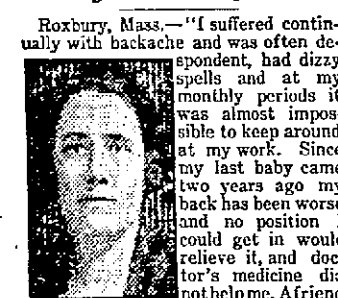 Roxbury, Mass.—"I suffered contin-
ually with backache and was often de-
spondent, had dizzy
spells and at my
monthly periods it
was almost impos-
sible to keep around
at my work. Since
my last baby came
two years ago my
back has been worse
and no position
could get in would
relieve it, and doc-
tor's medicine did
not help me. A friend